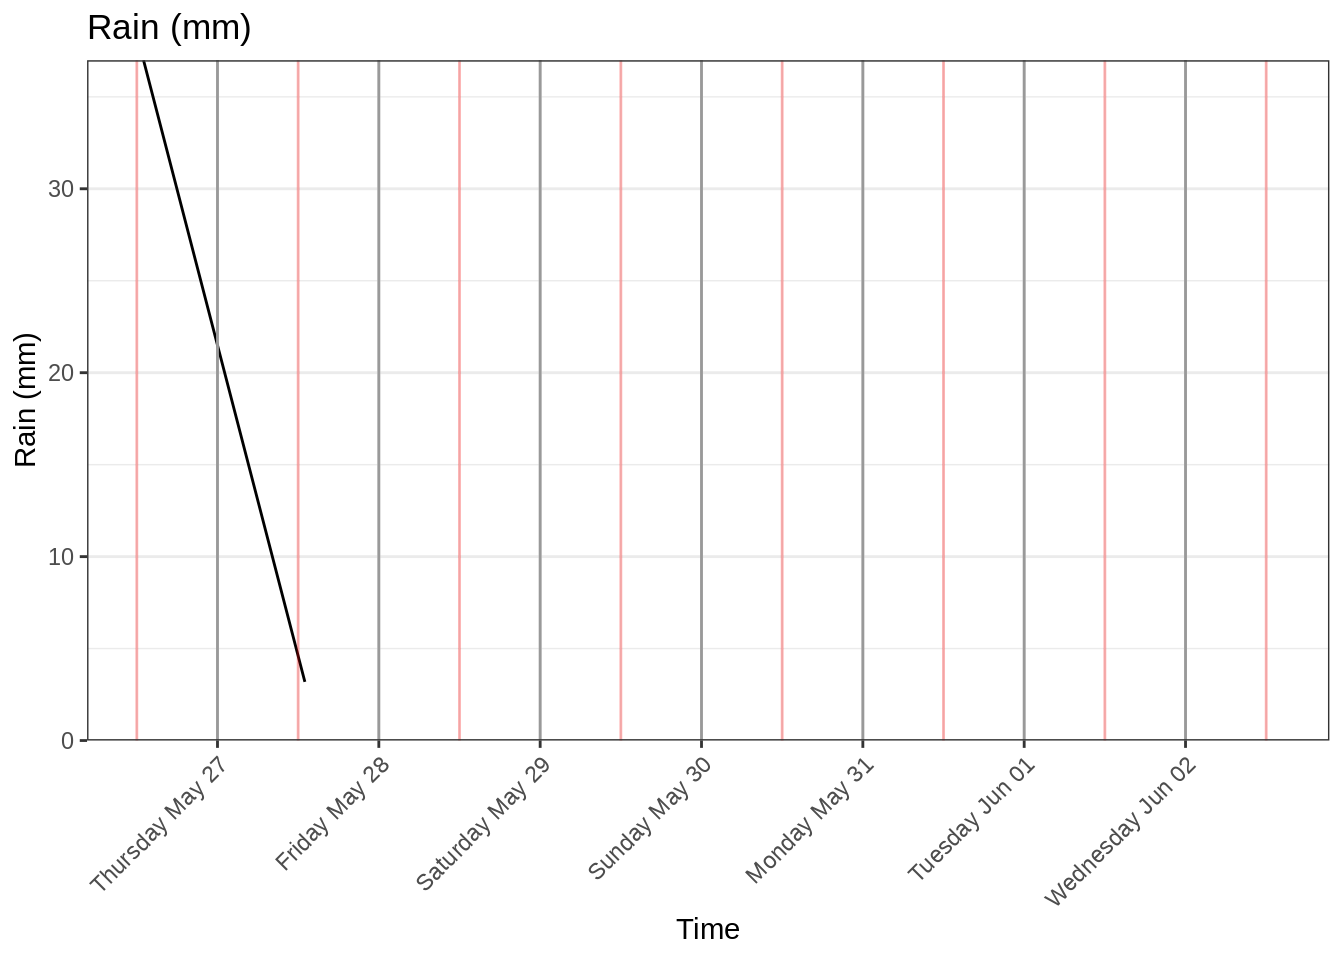 Rain (mm)
Rain (mm)
30
20
10
0
Thursday May 27
Friday May 28
Saturday May 29
Sunday May 30
Monday May 31
Tuesday Jun 01
Wednesday Jun 02
Time